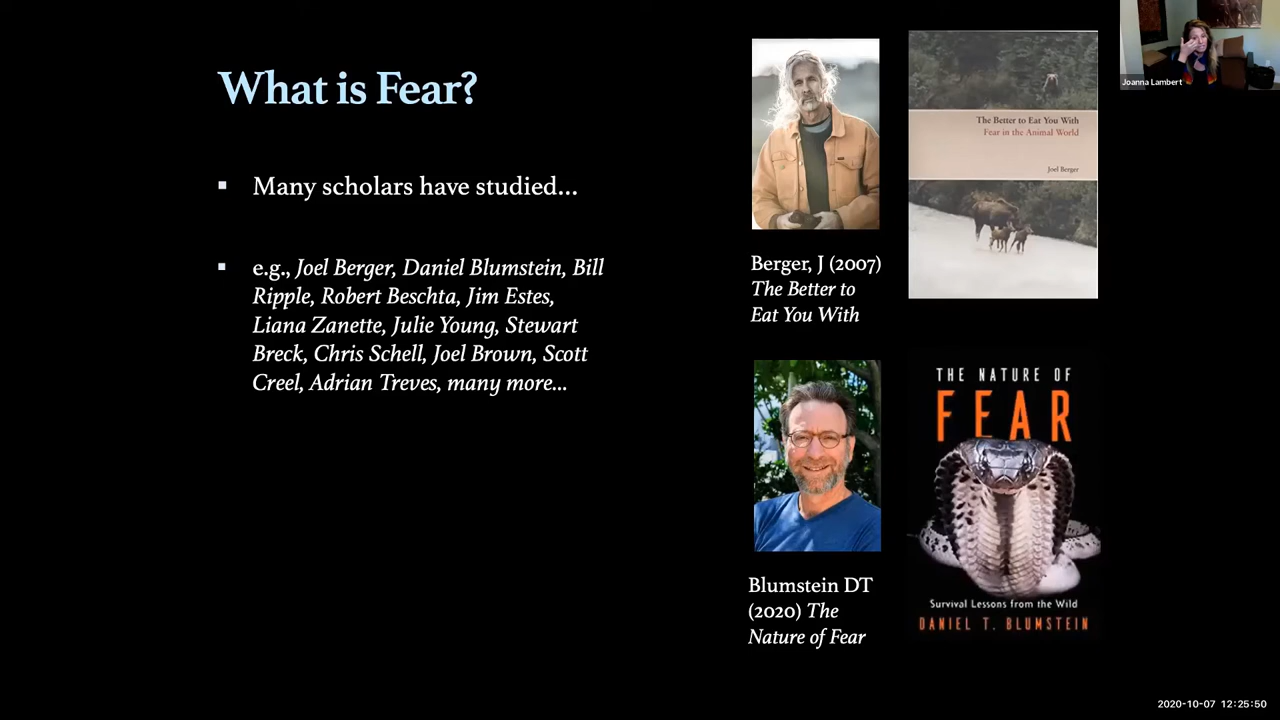 What is Fear?
▪ Many scholars have studied...
▪ e.g., Joel Berger, Daniel Blumstein, Bill
Ripple, Robert Beschta, Jim Estes,
Liana Zanette, Julie Young, Stewart
Breck, Chris Schell, Joel Brown, Scott
Creel, Adrian Treves, many more...
Berger, J (2007)
The Better to
Eat You With
The Better to Eat You With
Fear in the Animal World
Joel Berger
Blumstein DT
(2020) The
Nature of Fear
THE NATURE OF
FEAR
Survival Lessons from the Wild
DANIEL T. BLUMSTEIN
Joanna Lambert
2020-10-07 12:25:50